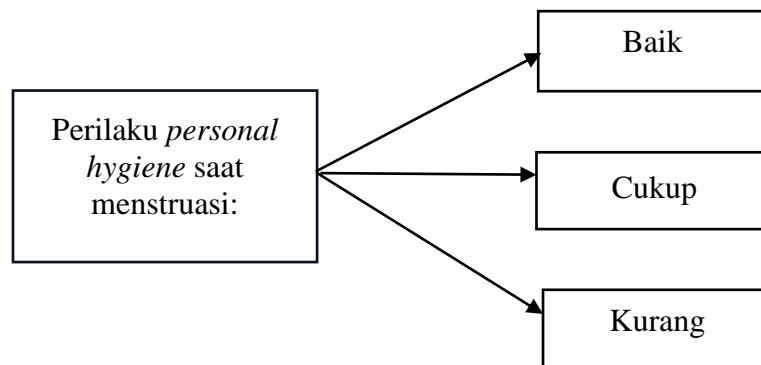 Perilaku personal
hygiene saat
menstruasi:
Baik
Cukup
Kurang